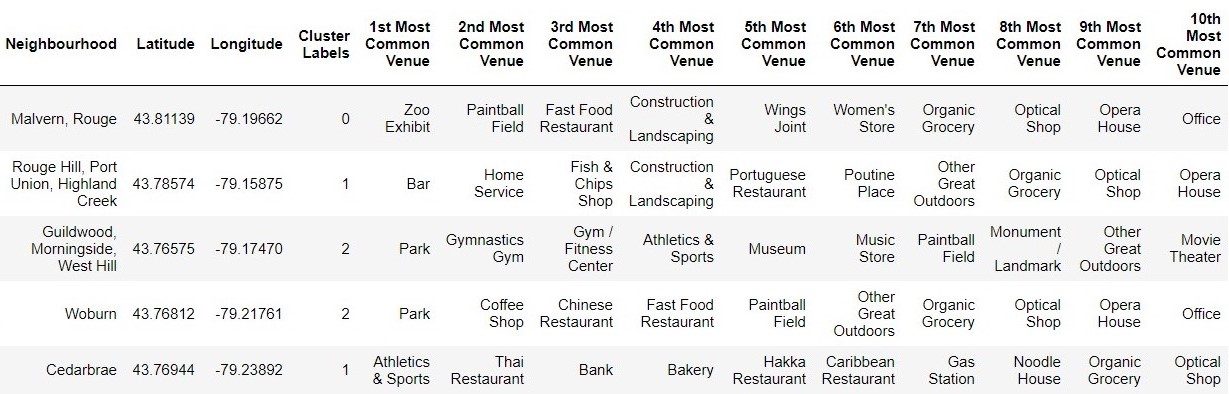 Neighbourhood Latitude Longitude Cluster Labels 1st Most Common Venue 2nd Most Common Venue 3rd Most Common Venue 4th Most Common Venue 5th Most Common Venue 6th Most Common Venue 7th Most Common Venue 8th Most Common Venue 9th Most Common Venue 10th Most Common Venue
Malvern, Rouge 43.81139 -79.19662 0 Zoo Exhibit Paintball Field Fast Food Restaurant Construction & Landscaping Wings Joint Women's Store Organic Grocery Optical Shop Opera House Office
Rouge Hill, Port Union, Highland Creek 43.78574 -79.15875 1 Bar Home Service Fish & Chips Shop Construction & Landscaping Portuguese Restaurant Poutine Place Other Great Outdoors Organic Grocery Optical Shop Opera House
Guildwood, Morningside, West Hill 43.76575 -79.17470 2 Park Gymnastics Gym Gym / Fitness Center Athletics & Sports Museum Music Store Paintball Field Monument / Landmark Other Great Outdoors Movie Theater
Woburn 43.76812 -79.21761 2 Park Coffee Shop Chinese Restaurant Fast Food Restaurant Paintball Field Other Great Outdoors Organic Grocery Optical Shop Opera House Office
Cedarbrae 43.76944 -79.23892 1 Athletics & Sports Thai Restaurant Bank Bakery Hakka Restaurant Caribbean Restaurant Gas Station Noodle House Organic Grocery Optical Shop